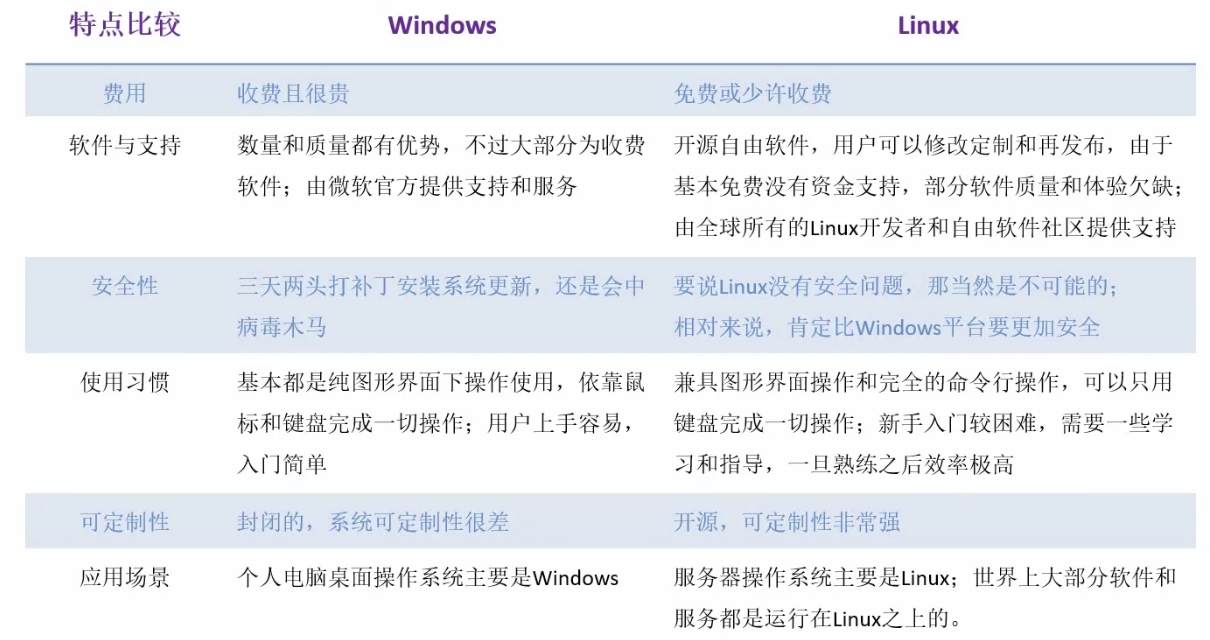 特点比较 Windows Linux
费用 收费且很贵 免费或少许收费
软件与支持 数量和质量都有优势，不过大部分为收费 开源自由软件，用户可以修改定制和再发布，由于
软件；由微软官方提供支持和服务 基本免费没有资金支持，部分软件质量和体验欠缺；
由全球所有的Linux开发者和自由软件社区提供支持
安全性 三天两头打补丁安装系统更新，还是会中 要说Linux没有安全问题，那当然是不可能的；
病毒木马 相对来说，肯定比Windows平台要更加安全
使用习惯 基本都是纯图形界面下操作使用，依靠鼠 兼具图形界面操作和完全的命令行操作，可以只用
标和键盘完成一切操作；用户上手容易， 键盘完成一切操作；新手入门较困难，需要一些学
入门简单 习和指导，一旦熟练之后效率极高
可定制性 封闭的，系统可定制性很差 开源，可定制性非常强
应用场景 个人电脑桌面操作系统主要是Windows 服务器操作系统主要是Linux；世界上大部分软件和
服务都是运行在Linux之上的。